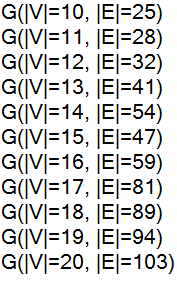 G(|V|=10, |E|=25)
G(|V|=11, |E|=28)
G(|V|=12, |E|=32)
G(|V|=13, |E|=41)
G(|V|=14, |E|=54)
G(|V|=15, |E|=47)
G(|V|=16, |E|=59)
G(|V|=17, |E|=81)
G(|V|=18, |E|=89)
G(|V|=19, |E|=94)
G(|V|=20, |E|=103)